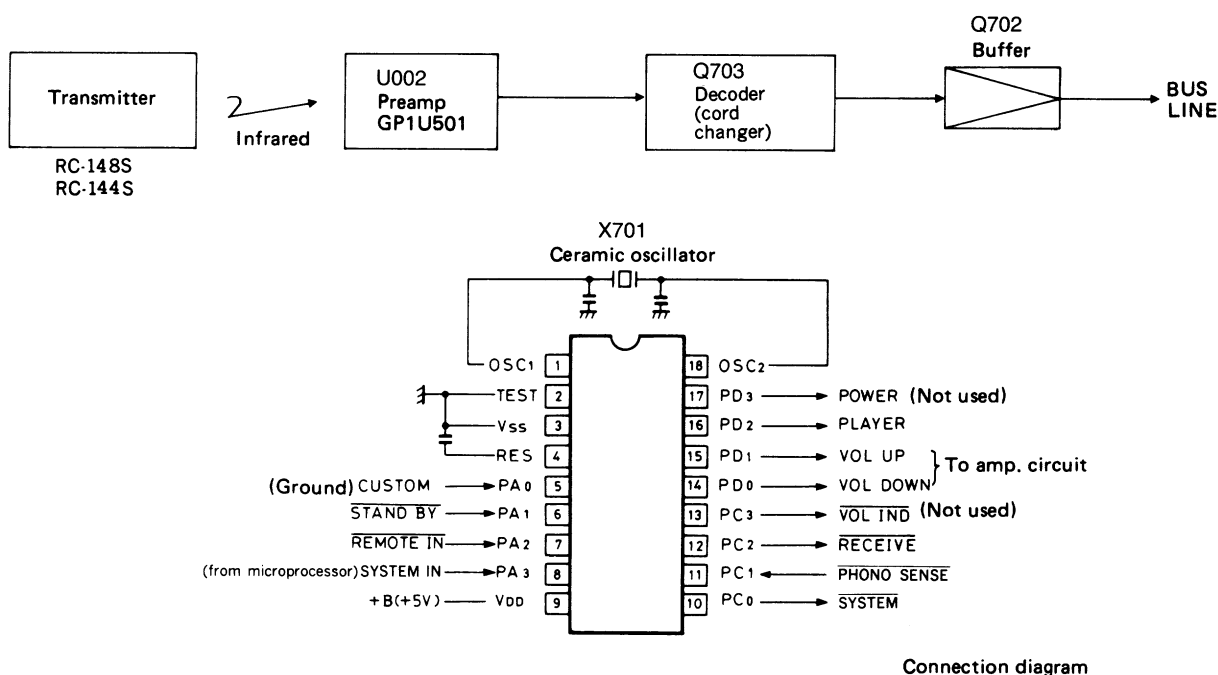 Q702
Buffer
Transmitter
U002
Preamp
GP1U501
Q703
Decoder
(cord
changer)
BUS
LINE
Infrared
RC-148S
RC-144S
X701
Ceramic oscillator
OSC1 1
18 OSC2
TEST 2
17 PD3 POWER (Not used)
Vss 3
16 PD2 PLAYER
RES 4
15 PD1 VOL UP
To amp. circuit
(Ground) CUSTOM PA0 5
14 PD0 VOL DOWN
STAND BY PA1 6
13 PC3 VOL IND (Not used)
REMOTE IN PA2 7
12 PC2 RECEIVE
(from microprocessor) SYSTEM IN PA3 8
11 PC1 PHONO SENSE
+B(+5V) VDD 9
10 PC0 SYSTEM
Connection diagram